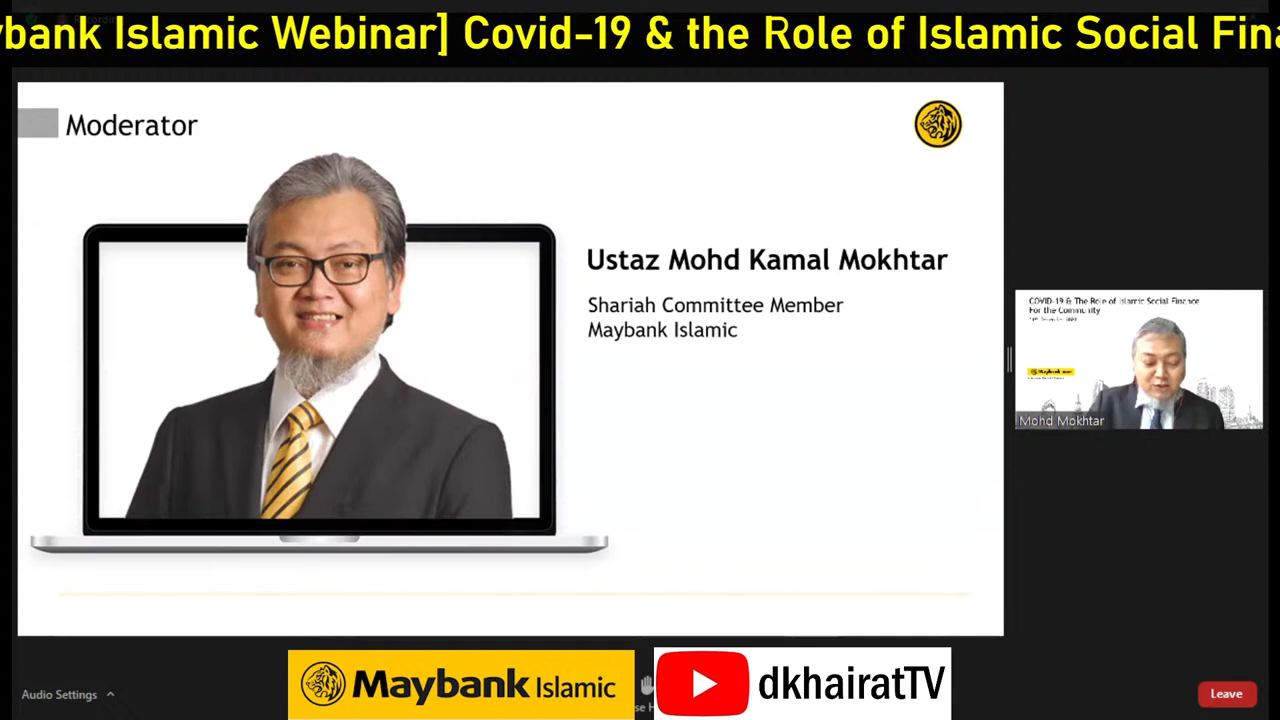 ybank Islamic Webinar] Covid-19 & the Role of Islamic Social Fina
Moderator
Ustaz Mohd Kamal Mokhtar
Shariah Committee Member
Maybank Islamic
COVID-19 & The Role of Islamic Social Finance
For the Community
Mohd Mokhtar
Audio Settings
Maybank Islamic
dkhairatTV
Leave